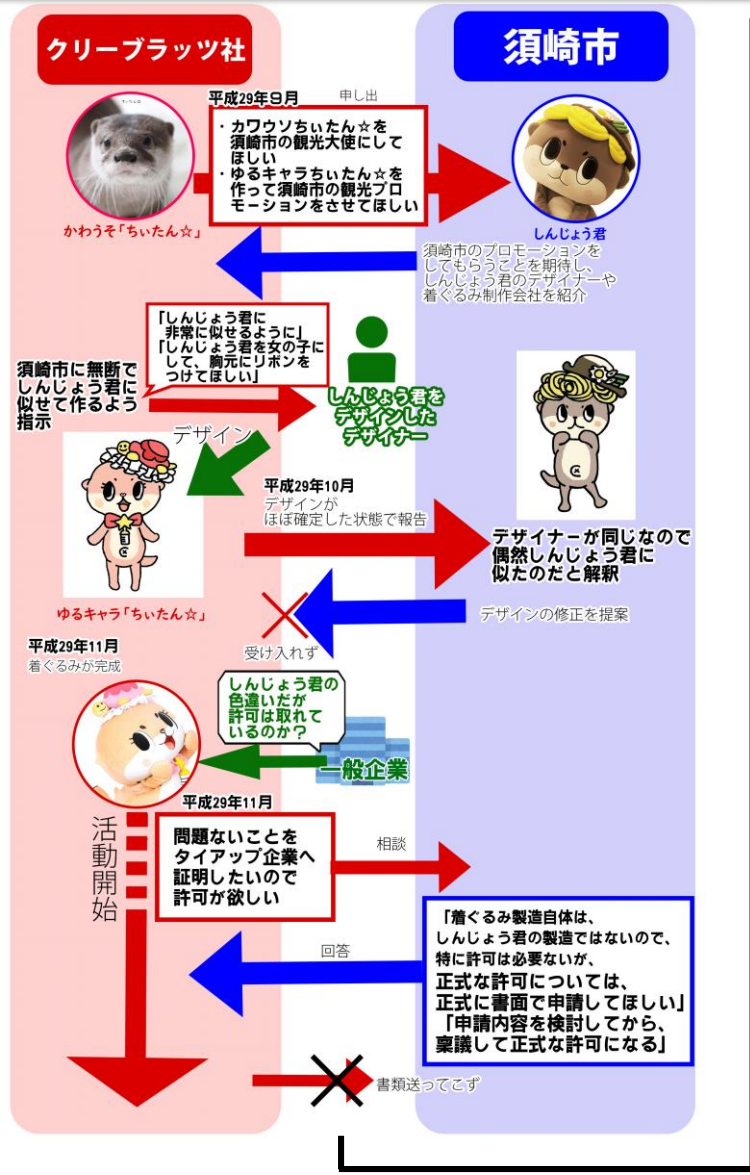 クリーブラッツ社
須崎市
平成29年9月
申し出
・カワウソちぃたん☆を
須崎市の観光大使にして
ほしい
・ゆるキャラちぃたん☆を
作って須崎市の観光プロ
モーションをさせてほしい
かわうそ「ちぃたん☆」
しんじょう君
須崎市のプロモーションを
してもらうことを期待し、
しんじょう君のデザイナーや
着ぐるみ制作会社を紹介
「しんじょう君に
非常に似せるように」
「しんじょう君を女の子に
して、胸元にリボンを
つけてほしい」
須崎市に無断で
しんじょう君に
似せて作るよう
指示
しんじょう君を
デザインした
デザイナー
デザイン
平成29年10月
デザインが
ほぼ確定した状態で報告
デザイナーが同じなので
偶然しんじょう君に
似たのだと解釈
ゆるキャラ「ちぃたん☆」
デザインの修正を提案
受け入れず
平成29年11月
着ぐるみが完成
しんじょう君の
色違いだが
許可は取れて
いるのか？
一般企業
平成29年11月
活動開始
問題ないことを
タイアップ企業へ
証明したいので
許可が欲しい
相談
「着ぐるみ製造自体は、
しんじょう君の製造ではないので、
特に許可は必要ないが、
正式な許可については、
正式に書面で申請してほしい」
「申請内容を検討してから、
稟議して正式な許可になる」
回答
書類送ってこず